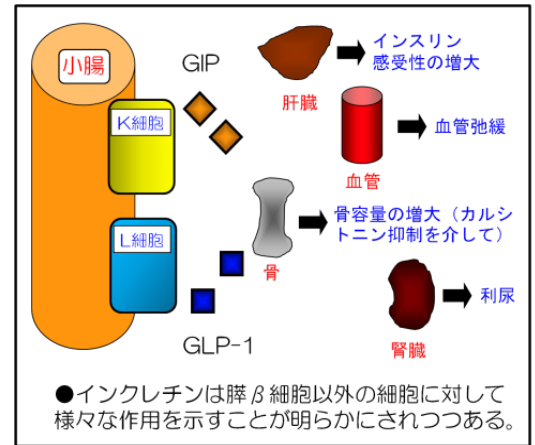 小腸
GIP
K細胞
L細胞
GLP-1
肝臓
インスリン
感受性の増大
血管
血管弛緩
骨
骨容量の増大（カルシ
トニン抑制を介して）
腎臓
利尿
●インクレチンは膵β細胞以外の細胞に対して
様々な作用を示すことが明らかにされつつある。